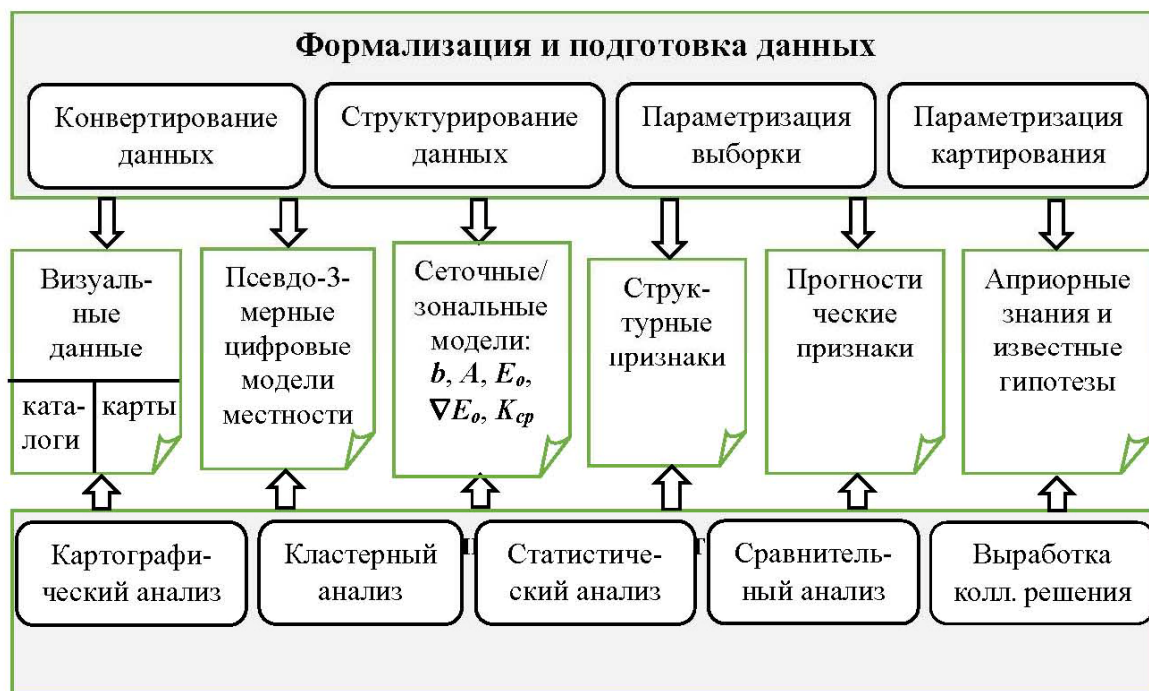 Формализация и подготовка данных
Конвертирование
данных
Структурирование
данных
Параметризация
выборки
Параметризация
картирования
Визуаль-
ные
данные
ката-
логи
карты
Псевдо-3-
мерные
цифровые
модели
местности
Сеточные/
зональные
модели:
b, A, Eₒ,
∇Eₒ, Kср
Струк-
турные
признаки
Прогности
ческие
признаки
Априорные
знания и
известные
гипотезы
Картографи-
ческий анализ
Кластерный
анализ
Статистиче-
ский анализ
Сравнитель-
ный анализ
Выработка
колл. решения